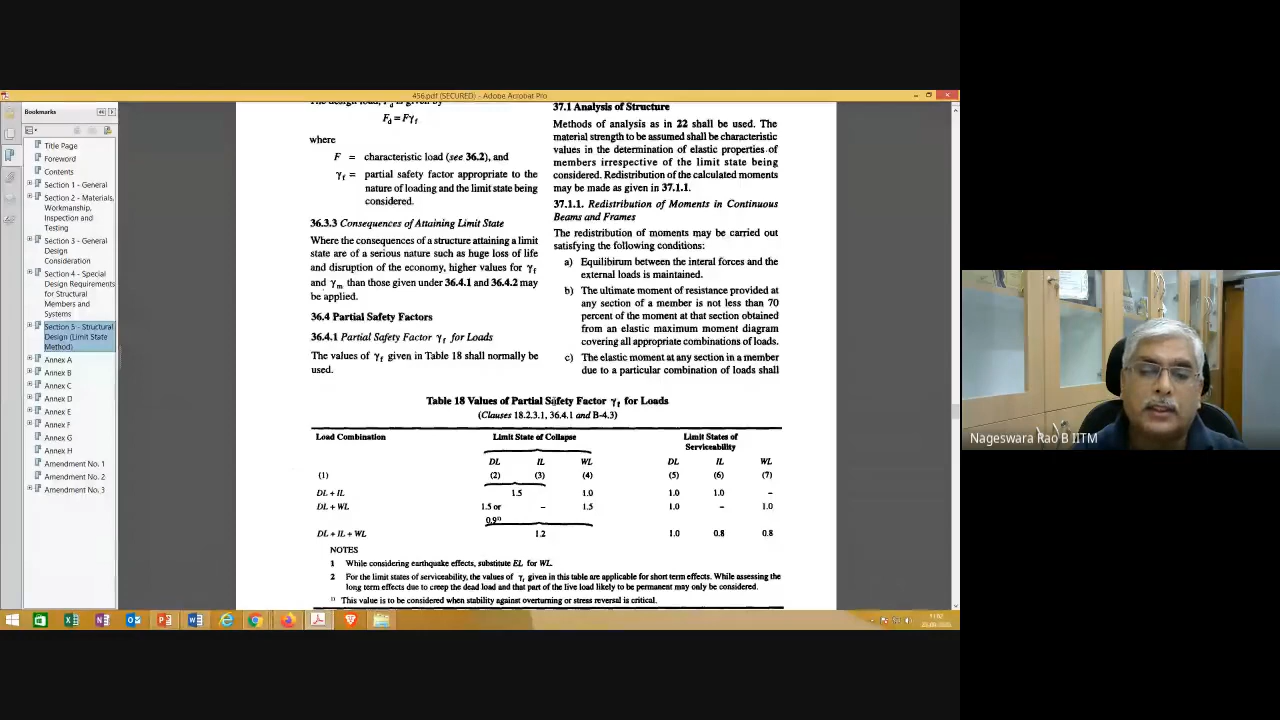 456.pdf (SECURED) - Adobe Acrobat Pro
Bookmarks
Title Page
Foreword
Contents
Section 1 - General
Section 2 - Materials,
Workmanship,
Inspection and
Testing
Section 3 - General
Design
Consideration
Section 4 - Special
Design Requirements
for Structural
Members and
Systems
Section 5 - Structural
Design (Limit State
Method)
Annex A
Annex B
Annex C
Annex D
Annex E
Annex F
Annex G
Annex H
Amendment No. 1
Amendment No. 2
Amendment No. 3
The design load, Fd is given by
Fd = Fγf
where
F = characteristic load (see 36.2), and
γf = partial safety factor appropriate to the
nature of loading and the limit state being
considered.
36.3.3 Consequences of Attaining Limit State
Where the consequences of a structure attaining a limit
state are of a serious nature such as huge loss of life
and disruption of the economy, higher values for γf
and γm than those given under 36.4.1 and 36.4.2 may
be applied.
36.4 Partial Safety Factors
36.4.1 Partial Safety Factor γf for Loads
The values of γf given in Table 18 shall normally be
used.
37.1 Analysis of Structure
Methods of analysis as in 22 shall be used. The
material strength to be assumed shall be characteristic
values in the determination of elastic properties of
members irrespective of the limit state being
considered. Redistribution of the calculated moments
may be made as given in 37.1.1.
37.1.1. Redistribution of Moments in Continuous
Beams and Frames
The redistribution of moments may be carried out
satisfying the following conditions:
a) Equilibirum between the interal forces and the
external loads is maintained.
b) The ultimate moment of resistance provided at
any section of a member is not less than 70
percent of the moment at that section obtained
from an elastic maximum moment diagram
covering all appropriate combinations of loads.
c) The elastic moment at any section in a member
due to a particular combination of loads shall
Table 18 Values of Partial Safety Factor γf for Loads
(Clauses 18.2.3.1, 36.4.1 and B-4.3)
Load Combination Limit State of Collapse Limit States of
Serviceability
DL IL WL DL IL WL
(1) (2) (3) (4) (5) (6) (7)
DL + IL 1.5 1.0 1.0 1.0 –
DL + WL 1.5 or – 1.5 1.0 – 1.0
0.9¹⁾
DL + IL + WL 1.2 1.0 0.8 0.8
NOTES
1 While considering earthquake effects, substitute EL for WL.
2 For the limit states of serviceability, the values of γf given in this table are applicable for short term effects. While assessing the
long term effects due to creep the dead load and that part of the live load likely to be permanent may only be considered.
¹⁾ This value is to be considered when stability against overturning or stress reversal is critical.
Nageswara Rao B IITM